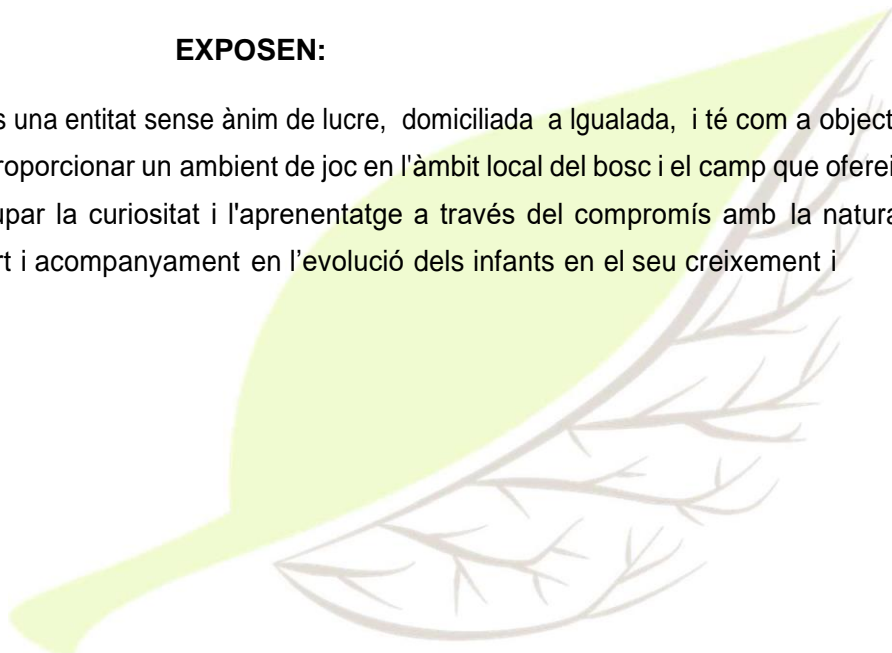 EXPOSEN:
s una entitat sense ànim de lucre, domiciliada a Igualada, i té com a object
roporcionar un ambient de joc en l'àmbit local del bosc i el camp que oferei
upar la curiositat i l'aprenentatge a través del compromís amb la natura
rt i acompanyament en l’evolució dels infants en el seu creixement i